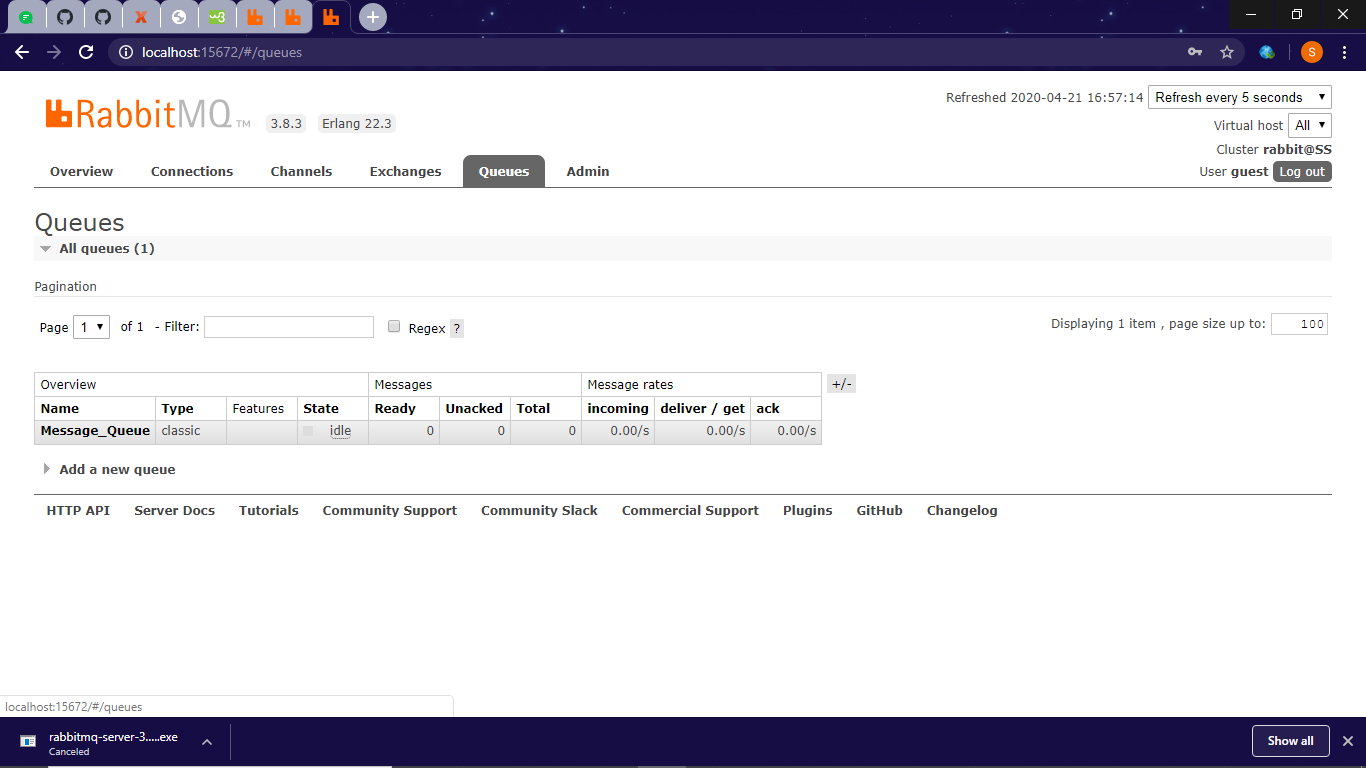 localhost:15672/#/queues
S
RabbitMQ TM 3.8.3 Erlang 22.3
Refreshed 2020-04-21 16:57:14 Refresh every 5 seconds
Virtual host All
Cluster rabbit@SS
User guest Log out
Overview Connections Channels Exchanges Queues Admin
Queues
All queues (1)
Pagination
Page 1 of 1 - Filter: Regex ?
Displaying 1 item , page size up to: 100
Overview Messages Message rates +/-
Name Type Features State Ready Unacked Total incoming deliver / get ack
Message_Queue classic idle 0 0 0 0.00/s 0.00/s 0.00/s
Add a new queue
HTTP API Server Docs Tutorials Community Support Community Slack Commercial Support Plugins GitHub Changelog
localhost:15672/#/queues
rabbitmq-server-3.....exe
Canceled
Show all